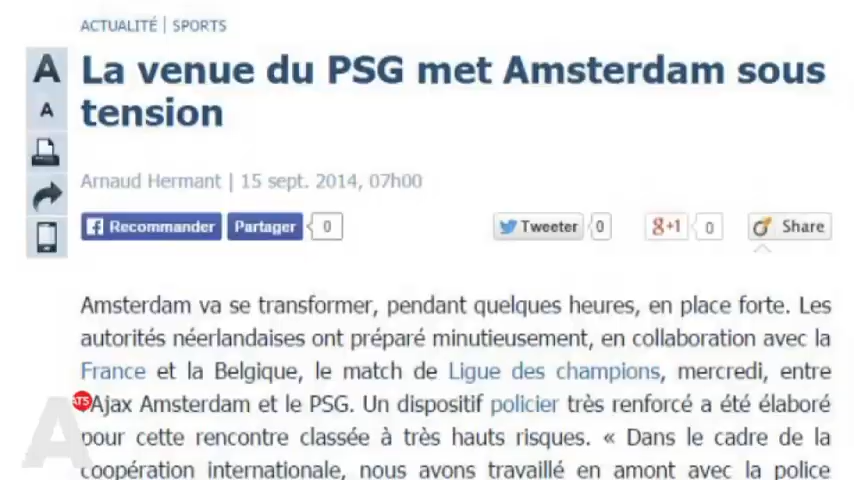 ACTUALITÉ | SPORTS
La venue du PSG met Amsterdam sous
tension
A
A
Arnaud Hermant | 15 sept. 2014, 07h00
Recommander Partager 0 Tweeter 0 g+1 0 Share
Amsterdam va se transformer, pendant quelques heures, en place forte. Les
autorités néerlandaises ont préparé minutieusement, en collaboration avec la
France et la Belgique, le match de Ligue des champions, mercredi, entre
Ajax Amsterdam et le PSG. Un dispositif policier très renforcé a été élaboré
pour cette rencontre classée à très hauts risques. « Dans le cadre de la
coopération internationale, nous avons travaillé en amont avec la police
A AT5